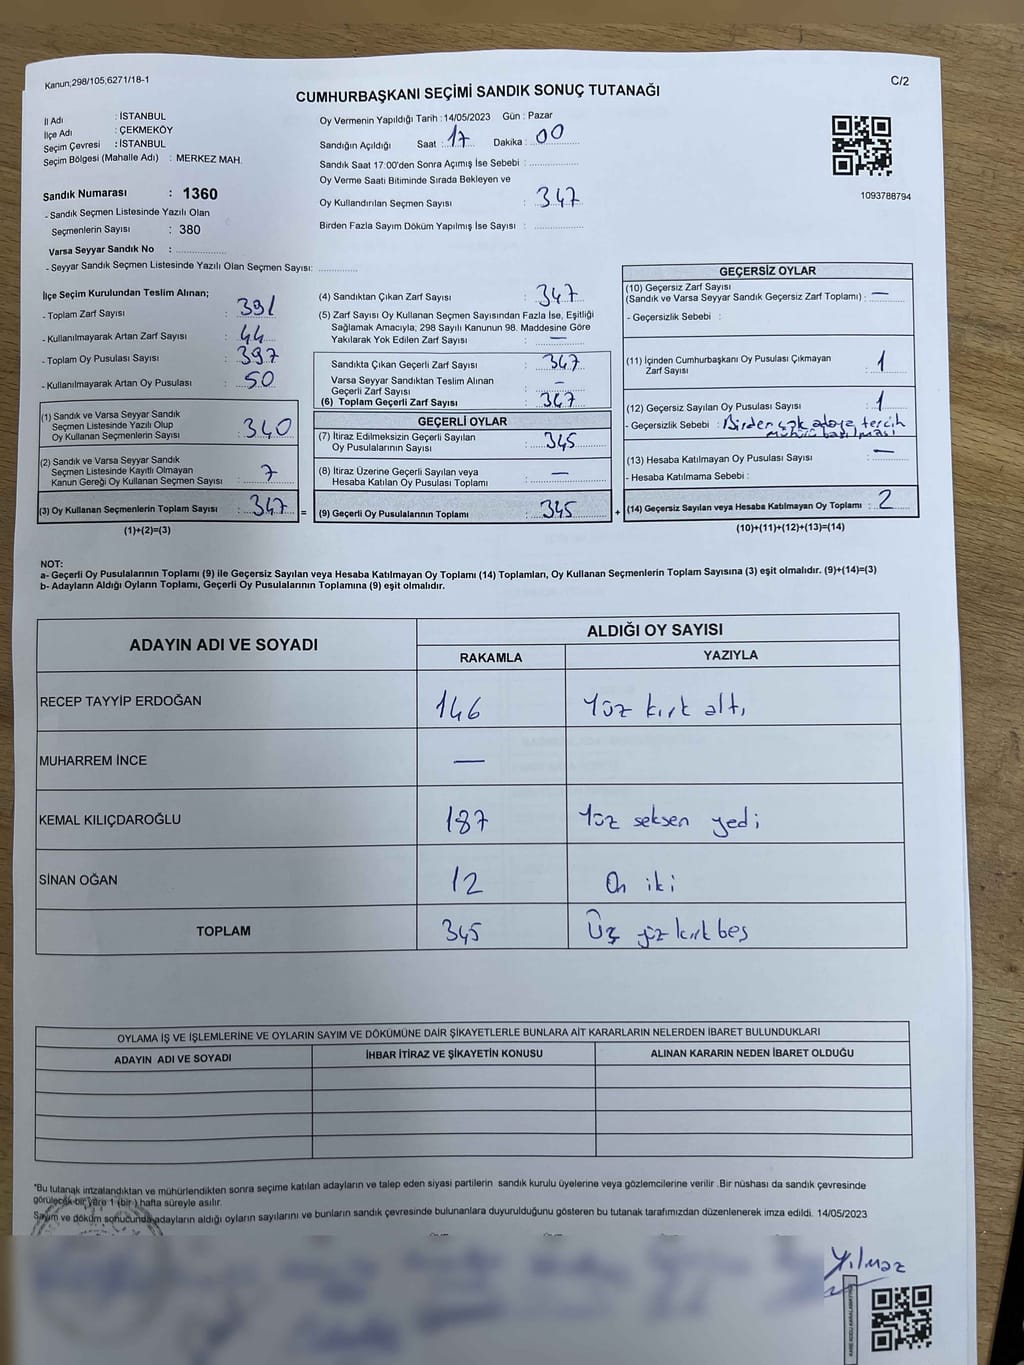 Kanun;298/105;6271/18-1
C/2
CUMHURBAŞKANI SEÇİMİ SANDIK SONUÇ TUTANAĞI
İl Adı : İSTANBUL
İlçe Adı : ÇEKMEKÖY
Seçim Çevresi : İSTANBUL
Seçim Bölgesi (Mahalle Adı) : MERKEZ MAH.
Sandık Numarası : 1360
- Sandık Seçmen Listesinde Yazılı Olan
Seçmenlerin Sayısı : 380
Varsa Seyyar Sandık No :
- Seyyar Sandık Seçmen Listesinde Yazılı Olan Seçmen Sayısı:
Oy Vermenin Yapıldığı Tarih : 14/05/2023 Gün : Pazar
Sandığın Açıldığı Saat : 17 Dakika : 00
Sandık Saat 17:00'den Sonra Açımış İse Sebebi :
Oy Verme Saati Bitiminde Sırada Bekleyen ve
Oy Kullandırılan Seçmen Sayısı : 347
Birden Fazla Sayım Döküm Yapılmış İse Sayısı :
1093788794
İlçe Seçim Kurulundan Teslim Alınan;
- Toplam Zarf Sayısı : 391
- Kullanılmayarak Artan Zarf Sayısı : 44
- Toplam Oy Pusulası Sayısı : 397
- Kullanılmayarak Artan Oy Pusulası : 50
(1) Sandık ve Varsa Seyyar Sandık
Seçmen Listesinde Yazılı Olup
Oy Kullanan Seçmenlerin Sayısı : 340
(2) Sandık ve Varsa Seyyar Sandık
Seçmen Listesinde Kayıtlı Olmayan
Kanun Gereği Oy Kullanan Seçmen Sayısı : 7
(3) Oy Kullanan Seçmenlerin Toplam Sayısı : 347 =
(1)+(2)=(3)
(4) Sandıktan Çıkan Zarf Sayısı : 347
(5) Zarf Sayısı Oy Kullanan Seçmen Sayısından Fazla İse, Eşitliği
Sağlamak Amacıyla; 298 Sayılı Kanunun 98. Maddesine Göre
Yakılarak Yok Edilen Zarf Sayısı : —
Sandıkta Çıkan Geçerli Zarf Sayısı : 347
Varsa Seyyar Sandıktan Teslim Alınan
Geçerli Zarf Sayısı : —
(6) Toplam Geçerli Zarf Sayısı : 347
GEÇERLİ OYLAR
(7) İtiraz Edilmeksizin Geçerli Sayılan
Oy Pusulalarının Sayısı : 345
(8) İtiraz Üzerine Geçerli Sayılan veya
Hesaba Katılan Oy Pusulası Toplamı : —
(9) Geçerli Oy Pusulalarının Toplamı : 345 +
GEÇERSİZ OYLAR
(10) Geçersiz Zarf Sayısı
(Sandık ve Varsa Seyyar Sandık Geçersiz Zarf Toplamı) : —
- Geçersizlik Sebebi :
(11) İçinden Cumhurbaşkanı Oy Pusulası Çıkmayan
Zarf Sayısı : 1
(12) Geçersiz Sayılan Oy Pusulası Sayısı : 1
- Geçersizlik Sebebi : Birden çok adaya tercih
mührü basılması
(13) Hesaba Katılmayan Oy Pusulası Sayısı : —
- Hesaba Katılmama Sebebi :
(14) Geçersiz Sayılan veya Hesaba Katılmayan Oy Toplamı : 2
(10)+(11)+(12)+(13)=(14)
NOT:
a- Geçerli Oy Pusulalarının Toplamı (9) ile Geçersiz Sayılan veya Hesaba Katılmayan Oy Toplamı (14) Toplamları, Oy Kullanan Seçmenlerin Toplam Sayısına (3) eşit olmalıdır. (9)+(14)=(3)
b- Adayların Aldığı Oyların Toplamı, Geçerli Oy Pusulalarının Toplamına (9) eşit olmalıdır.
ADAYIN ADI VE SOYADI
ALDIĞI OY SAYISI
RAKAMLA YAZIYLA
RECEP TAYYİP ERDOĞAN 146 Yüz kırk altı
MUHARREM İNCE —
KEMAL KILIÇDAROĞLU 187 Yüz seksen yedi
SİNAN OĞAN 12 On iki
TOPLAM 345 Üç yüz kırk beş
OYLAMA İŞ VE İŞLEMLERİNE VE OYLARIN SAYIM VE DÖKÜMÜNE DAİR ŞİKAYETLERLE BUNLARA AİT KARARLARIN NELERDEN İBARET BULUNDUKLARI
ADAYIN ADI VE SOYADI İHBAR İTİRAZ VE ŞİKAYETİN KONUSU ALINAN KARARIN NEDEN İBARET OLDUĞU
*Bu tutanak imzalandıktan ve mühürlendikten sonra seçime katılan adayların ve talep eden siyasi partilerin sandık kurulu üyelerine veya gözlemcilerine verilir .Bir nüshası da sandık çevresinde
görülecek bir yere 1 (bir ) hafta süreyle asılır.
Sayım ve döküm sonucunda adayların aldığı oyların sayılarını ve bunların sandık çevresinde bulunanlara duyurulduğunu gösteren bu tutanak tarafımızdan düzenlenerek imza edildi. 14/05/2023
Yılmaz